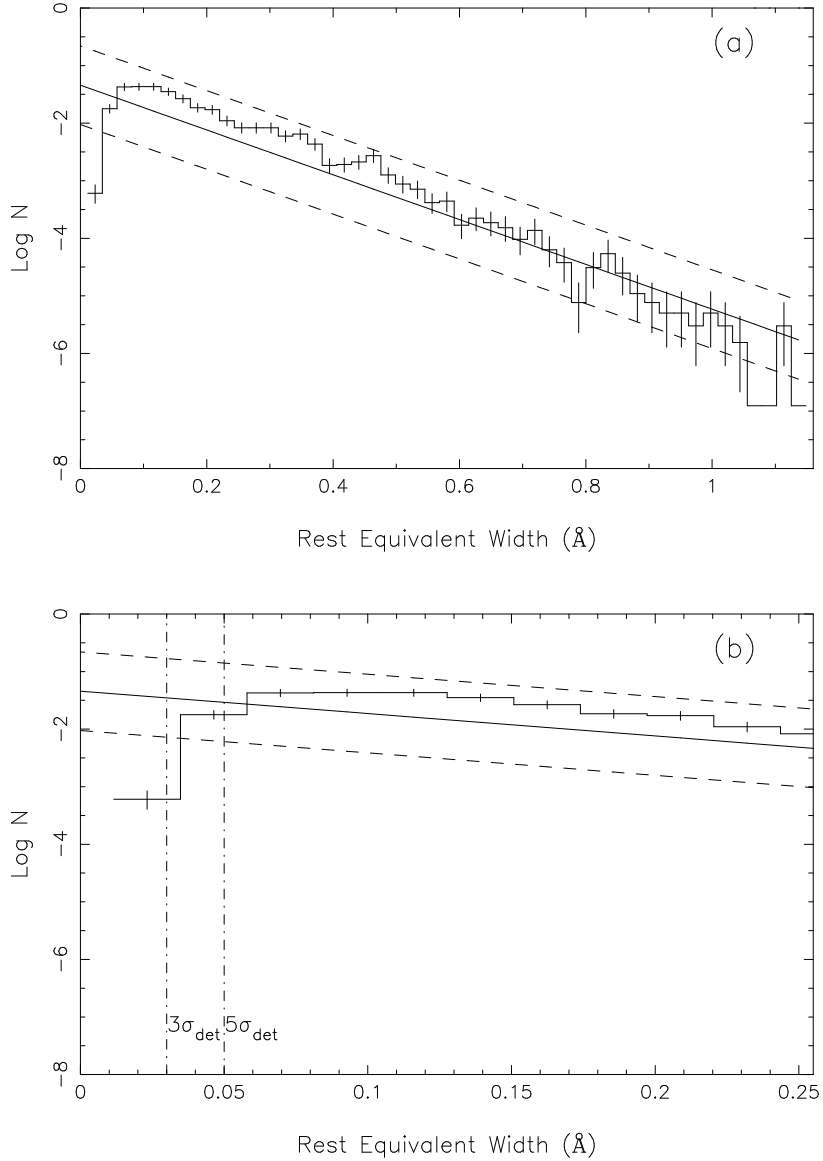 (a)
0
-2
-4
-6
-8
Log N
0 0.2 0.4 0.6 0.8 1
Rest Equivalent Width (Å)
(b)
0
-2
-4
-6
-8
Log N
3σdet 5σdet
0 0.05 0.1 0.15 0.2 0.25
Rest Equivalent Width (Å)